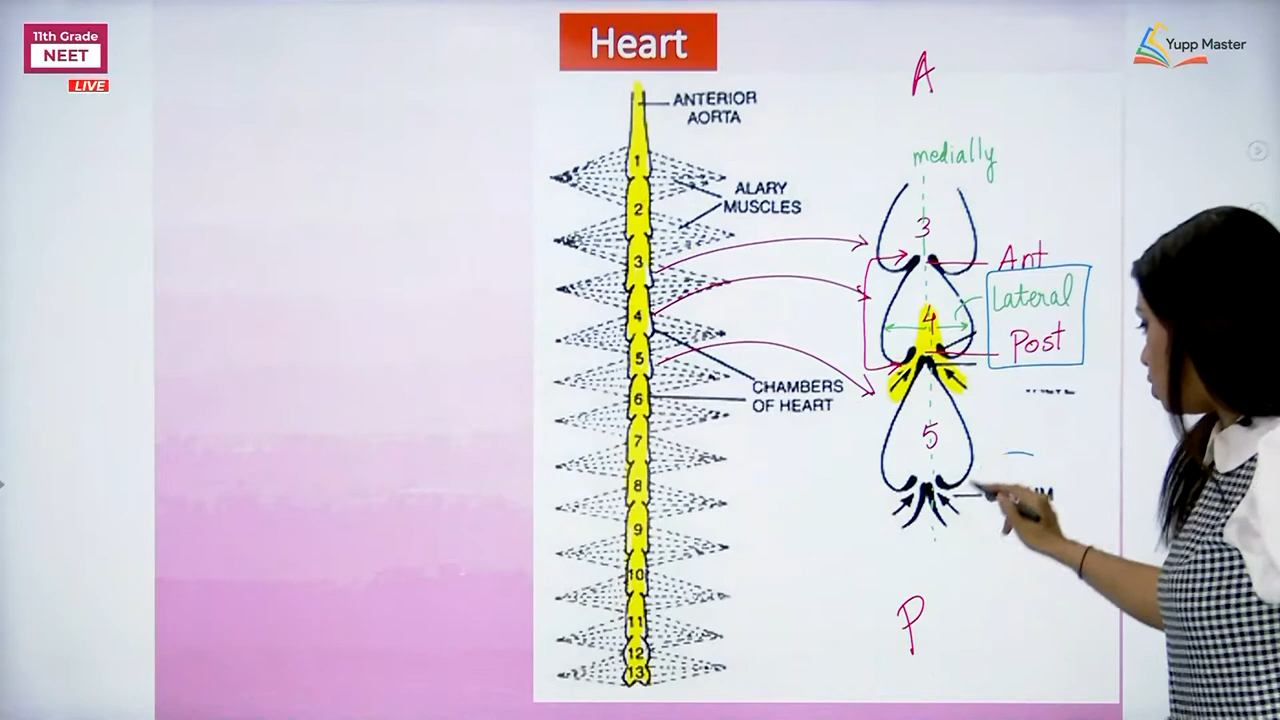 11th Grade
NEET
LIVE
Heart
Yupp Master
A
ANTERIOR
AORTA
medially
1
ALARY
MUSCLES
2
3
3
Ant
Lateral
4
4
Post
5
CHAMBERS
OF HEART
6
5
7
8
9
10
11
P
12
13